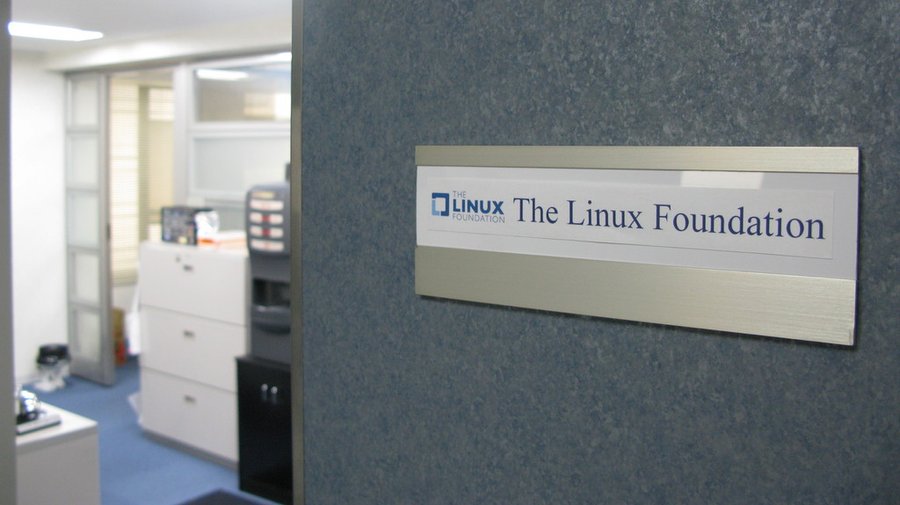 THE
LINUX
FOUNDATION
The Linux Foundation